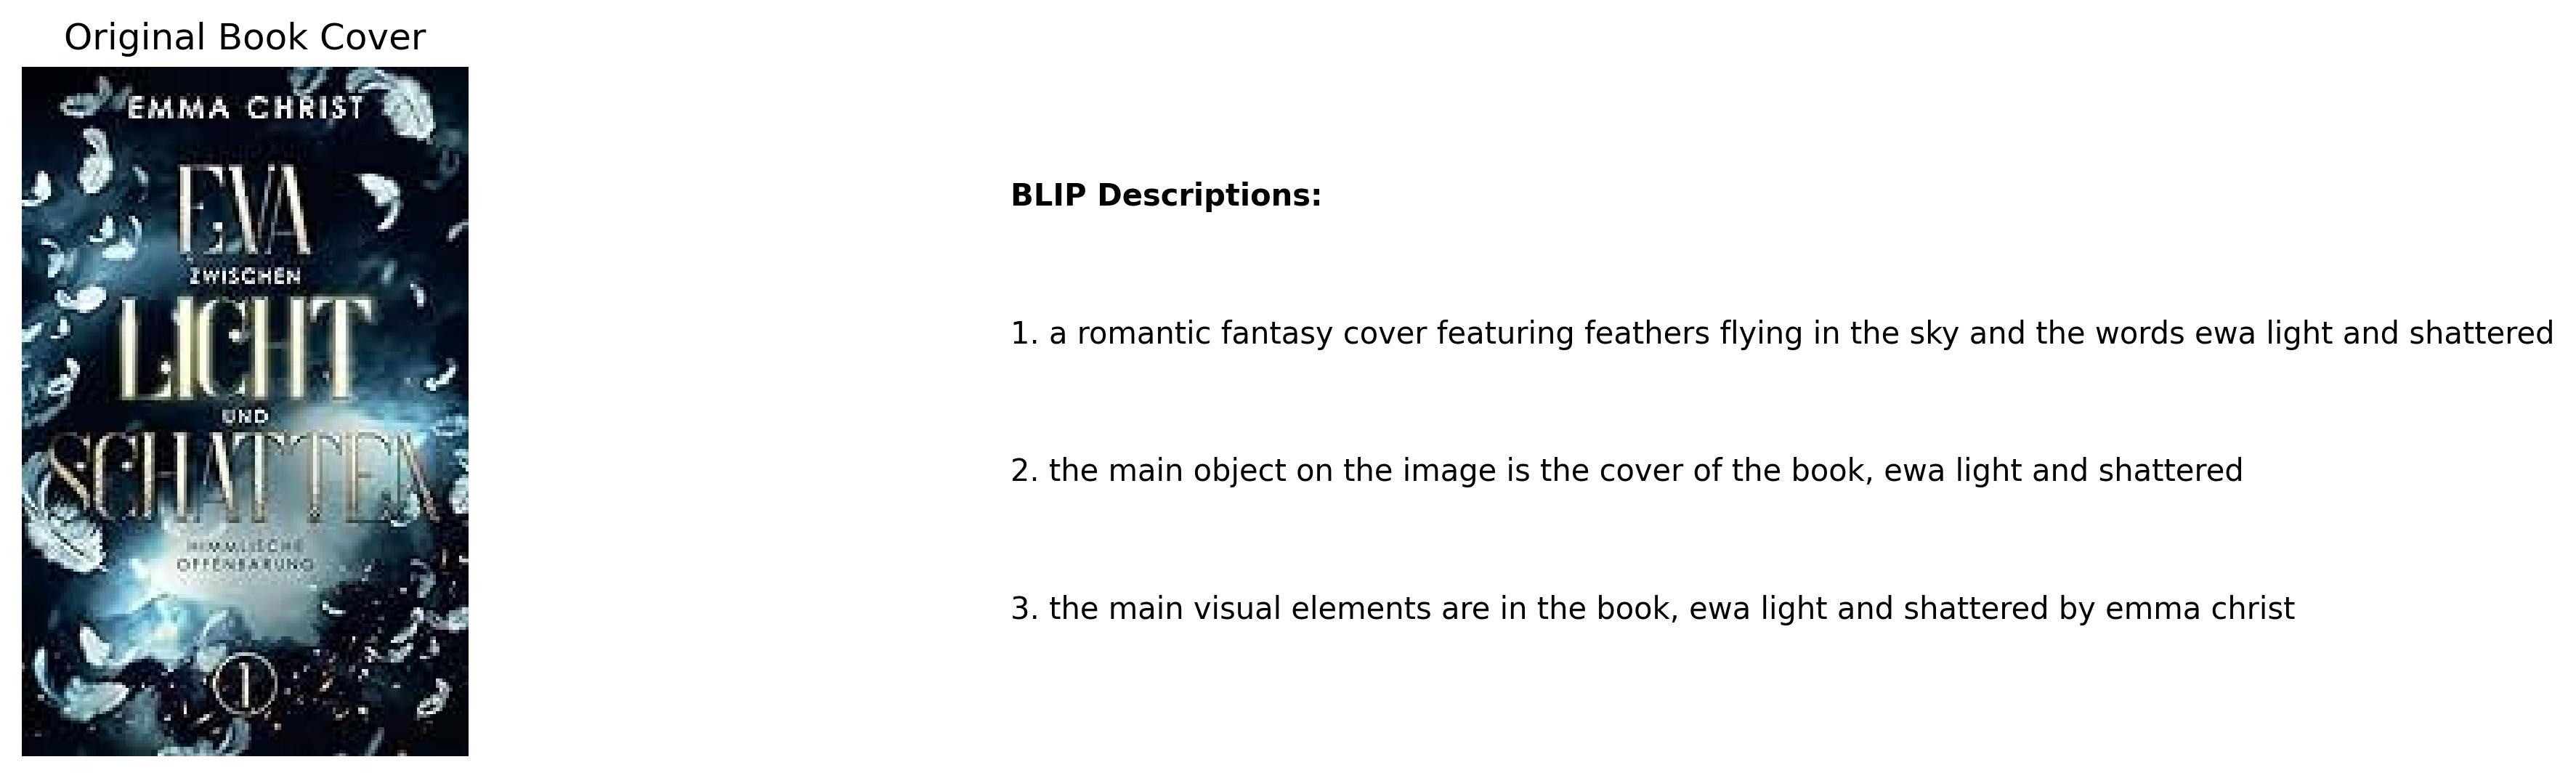 Original Book Cover
EMMA CHRIST
EVA
ZWISCHEN
LICHT
UND
SCHATTEN
HIMMLISCHE
OFFENBARUNG
1
BLIP Descriptions:
1. a romantic fantasy cover featuring feathers flying in the sky and the words ewa light and shattered
2. the main object on the image is the cover of the book, ewa light and shattered
3. the main visual elements are in the book, ewa light and shattered by emma christ